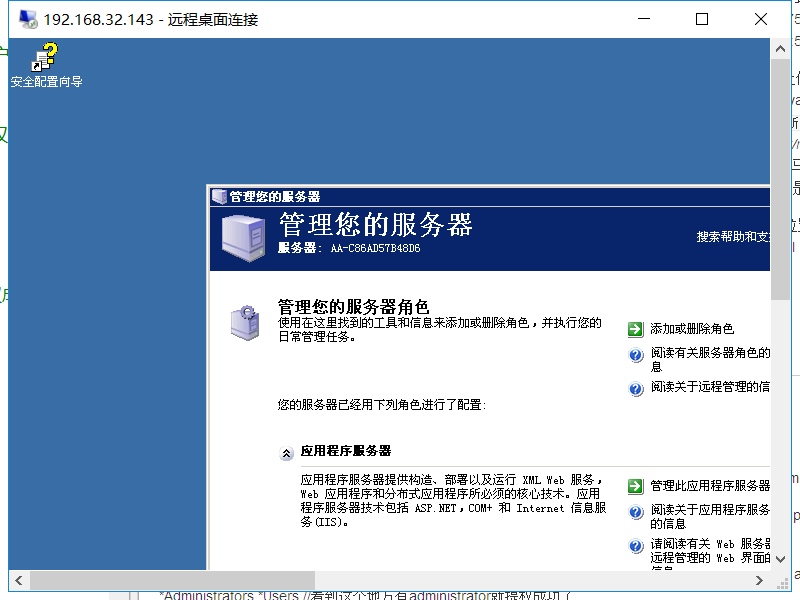 192.168.32.143 - 远程桌面连接
安全配置向导
管理您的服务器
管理您的服务器
服务器: AA-C86AD57B48D6
搜索帮助和支
管理您的服务器角色
使用在这里找到的工具和信息来添加或删除角色，并执行您的
日常管理任务。
添加或删除角色
阅读有关服务器角色的
息
阅读关于远程管理的信
您的服务器已经用下列角色进行了配置:
应用程序服务器
应用程序服务器提供构造、部署以及运行 XML Web 服务，
Web 应用程序和分布式应用程序所必须的核心技术。应用
程序服务器技术包括 ASP.NET，COM+ 和 Internet 信息服
务(IIS)。
管理此应用程序服务器
阅读关于应用程序服务
的信息
请阅读有关 Web 服务器
远程管理的 Web 界面的
信息
*Administrators *Users //看到这个地方有administrator就提权成功了